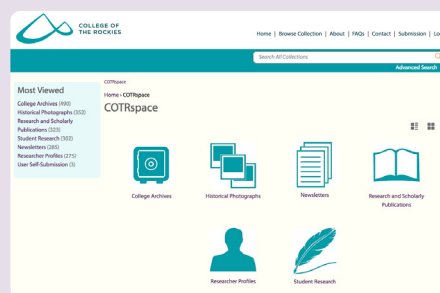 COLLEGE OF
THE ROCKIES
Home | Browse Collection | About | FAQs | Contact | Submission |
Search All Collections
Advanced Search
COTRspace
Home › COTRspace
COTRspace
Most Viewed
College Archives (490)
Historical Photographs (352)
Research and Scholarly
Publications (323)
Student Research (302)
Newsletters (285)
Researcher Profiles (275)
User Self-Submission (3)
College Archives
Historical Photographs
Newsletters
Research and Scholarly
Publications
Researcher Profiles
Student Research